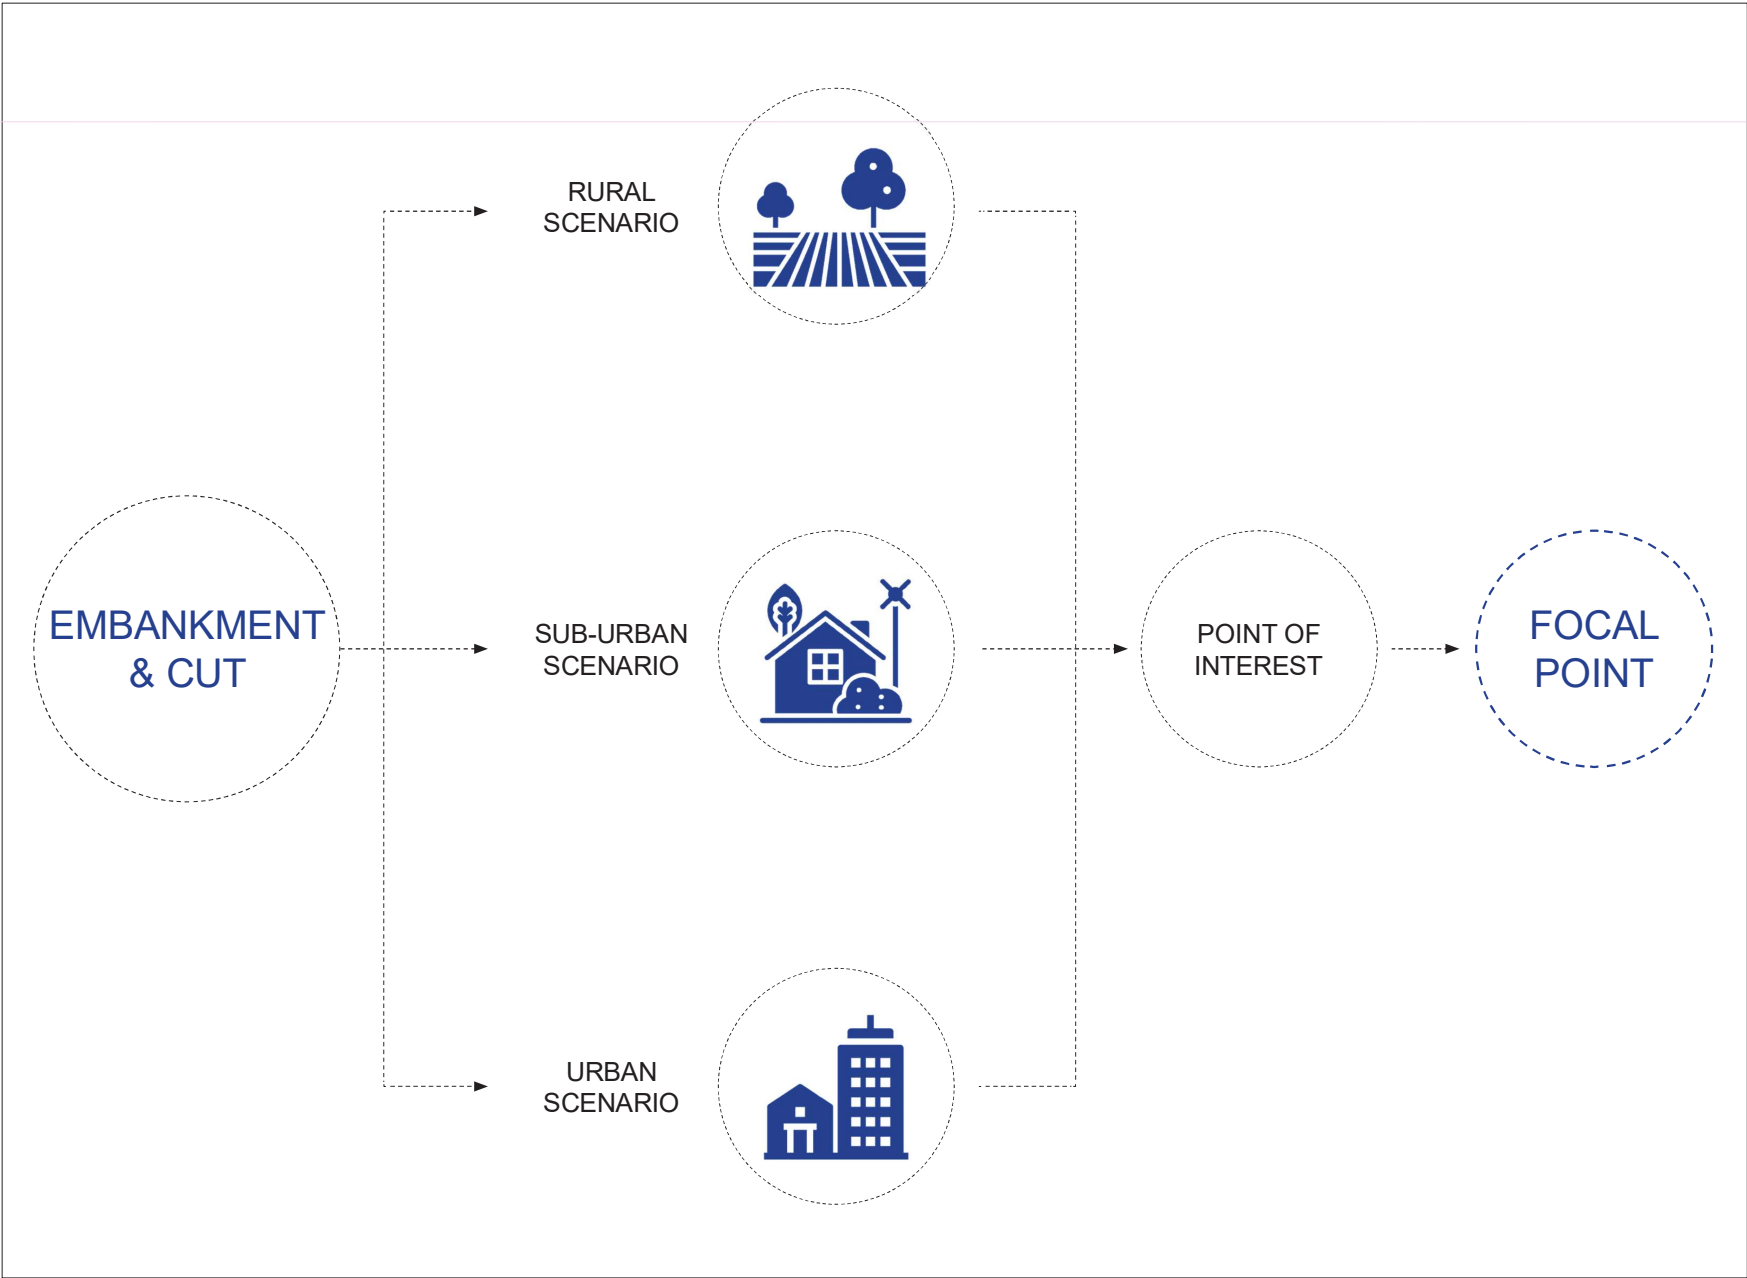 RURAL
SCENARIO
EMBANKMENT
& CUT
SUB-URBAN
SCENARIO
POINT OF
INTEREST
FOCAL
POINT
URBAN
SCENARIO